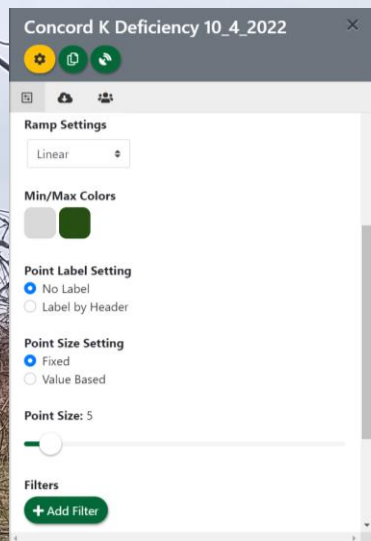 Concord K Deficiency 10_4_2022
Ramp Settings
Linear
Min/Max Colors
Point Label Setting
No Label
Label by Header
Point Size Setting
Fixed
Value Based
Point Size: 5
Filters
+ Add Filter